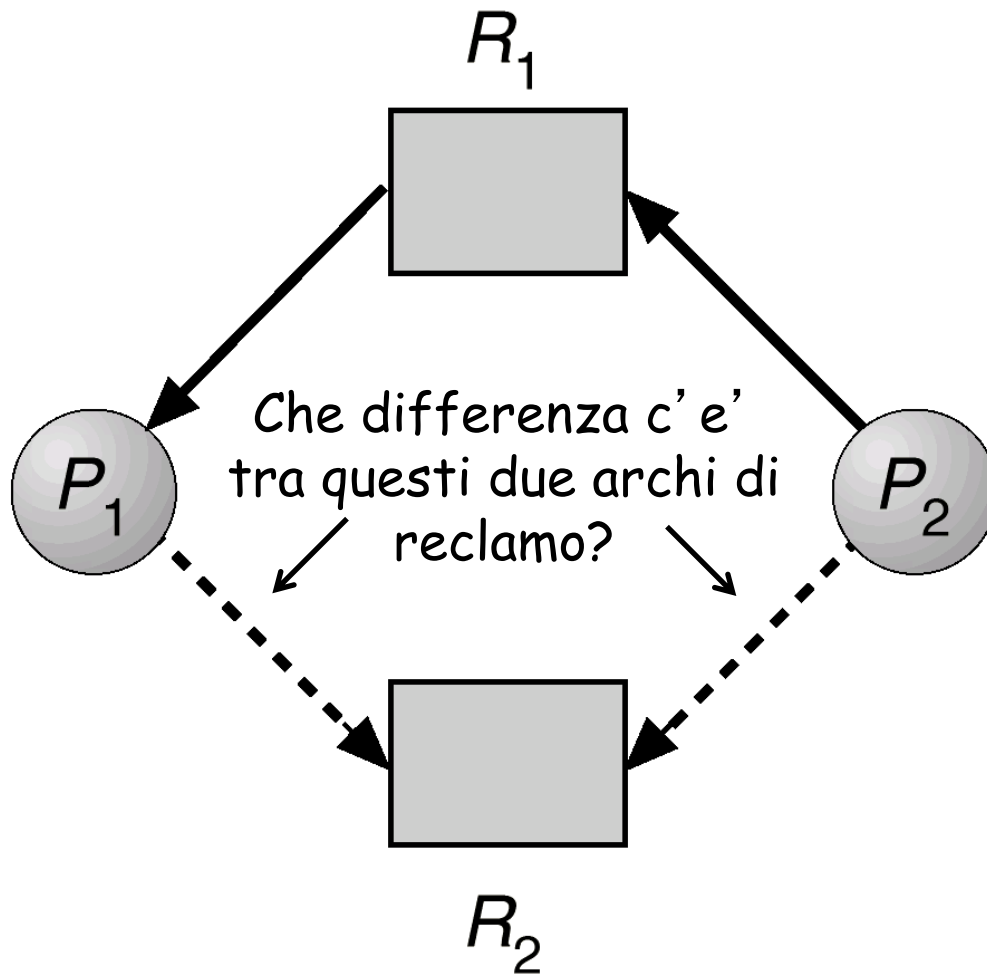 R1
Che differenza c’e’
tra questi due archi di
reclamo?
P1
P2
R2